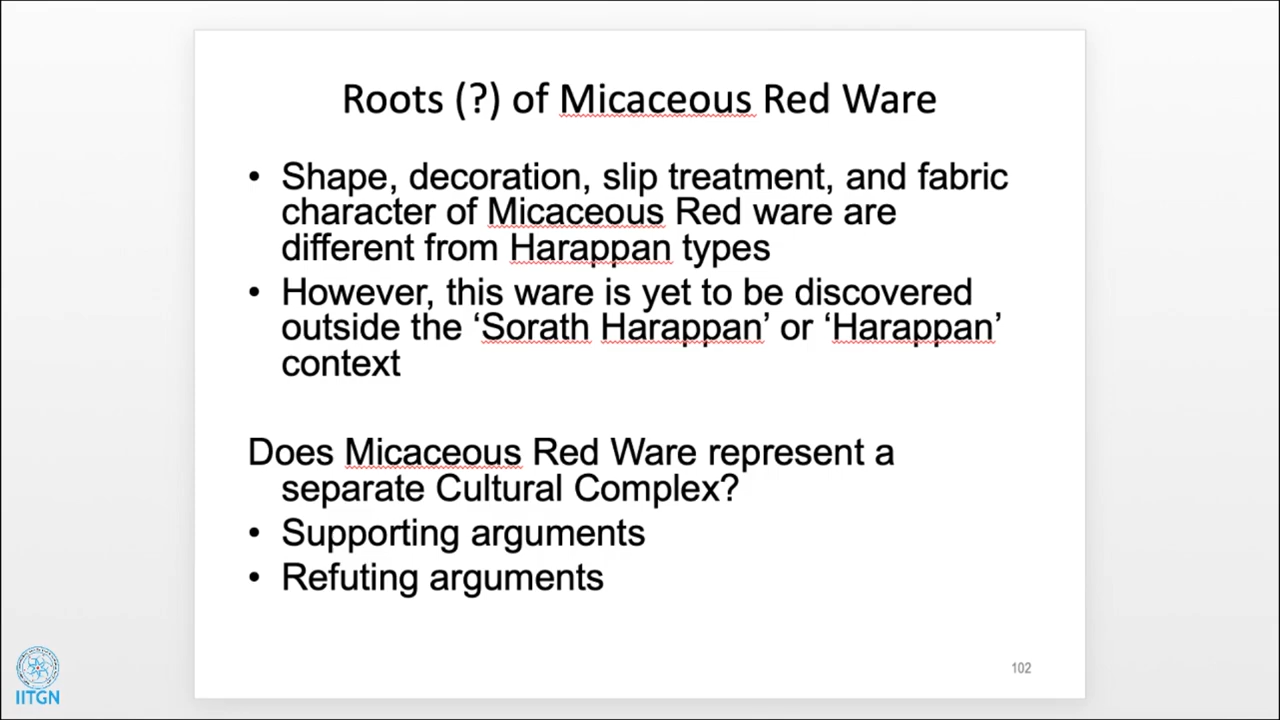 Roots (?) of Micaceous Red Ware
• Shape, decoration, slip treatment, and fabric
character of Micaceous Red ware are
different from Harappan types
• However, this ware is yet to be discovered
outside the ‘Sorath Harappan’ or ‘Harappan’
context
Does Micaceous Red Ware represent a
separate Cultural Complex?
• Supporting arguments
• Refuting arguments
102
IITGN